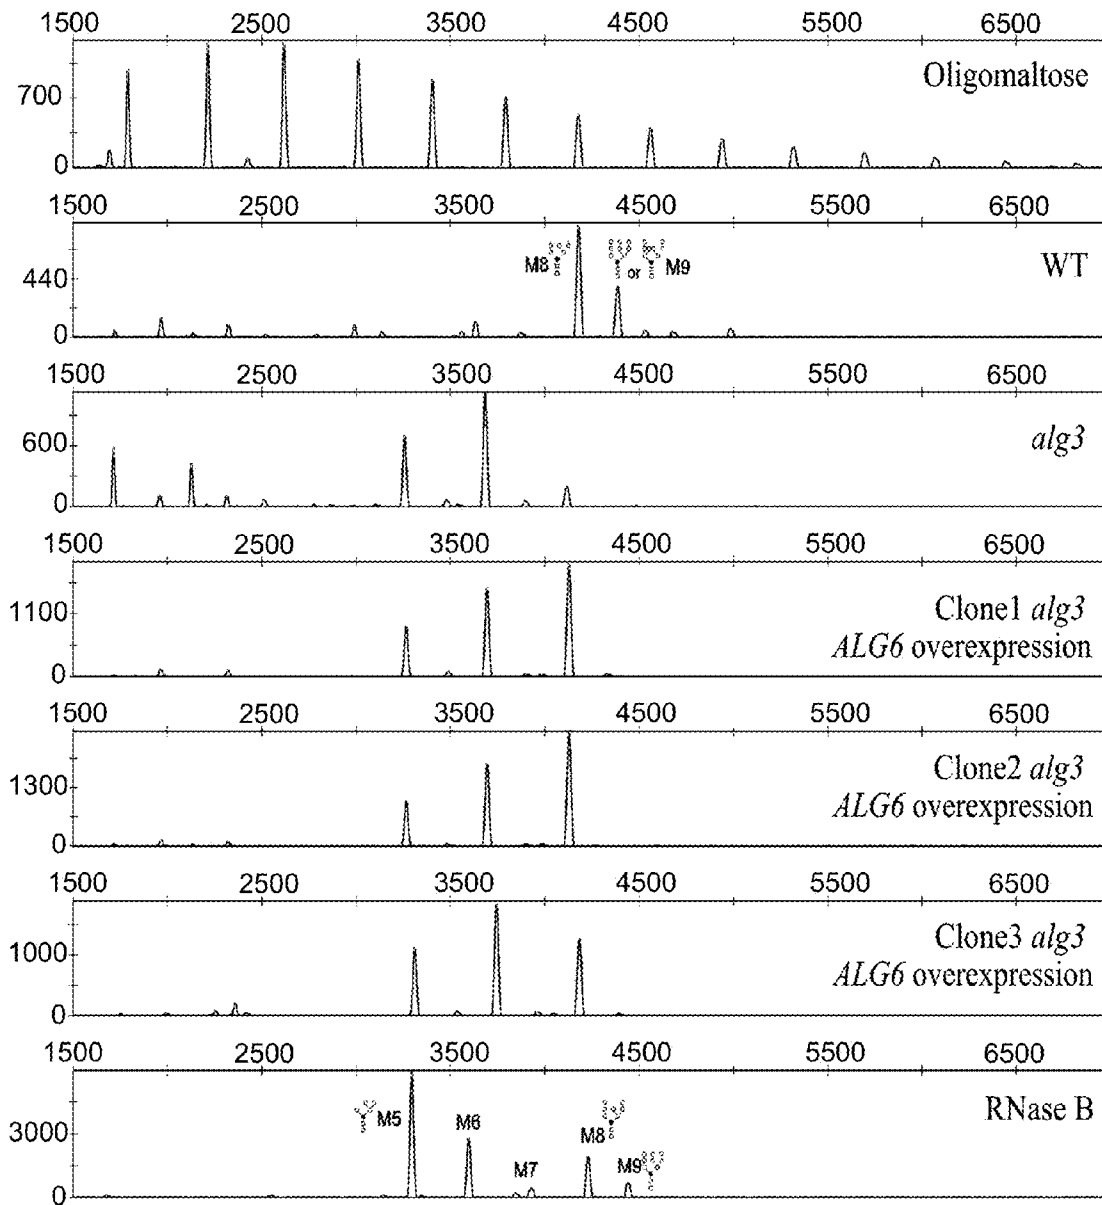 1500 2500 3500 4500 5500 6500
Oligomaltose
700
0
1500 2500 3500 4500 5500 6500
M8 or M9
WT
440
0
1500 2500 3500 4500 5500 6500
alg3
600
0
1500 2500 3500 4500 5500 6500
1100
Clone1 alg3
ALG6 overexpression
0
1500 2500 3500 4500 5500 6500
Clone2 alg3
1300
ALG6 overexpression
0
1500 2500 3500 4500 5500 6500
Clone3 alg3
1000
ALG6 overexpression
0
1500 2500 3500 4500 5500 6500
RNase B
M5 M6 M8
3000
M7 M9
0